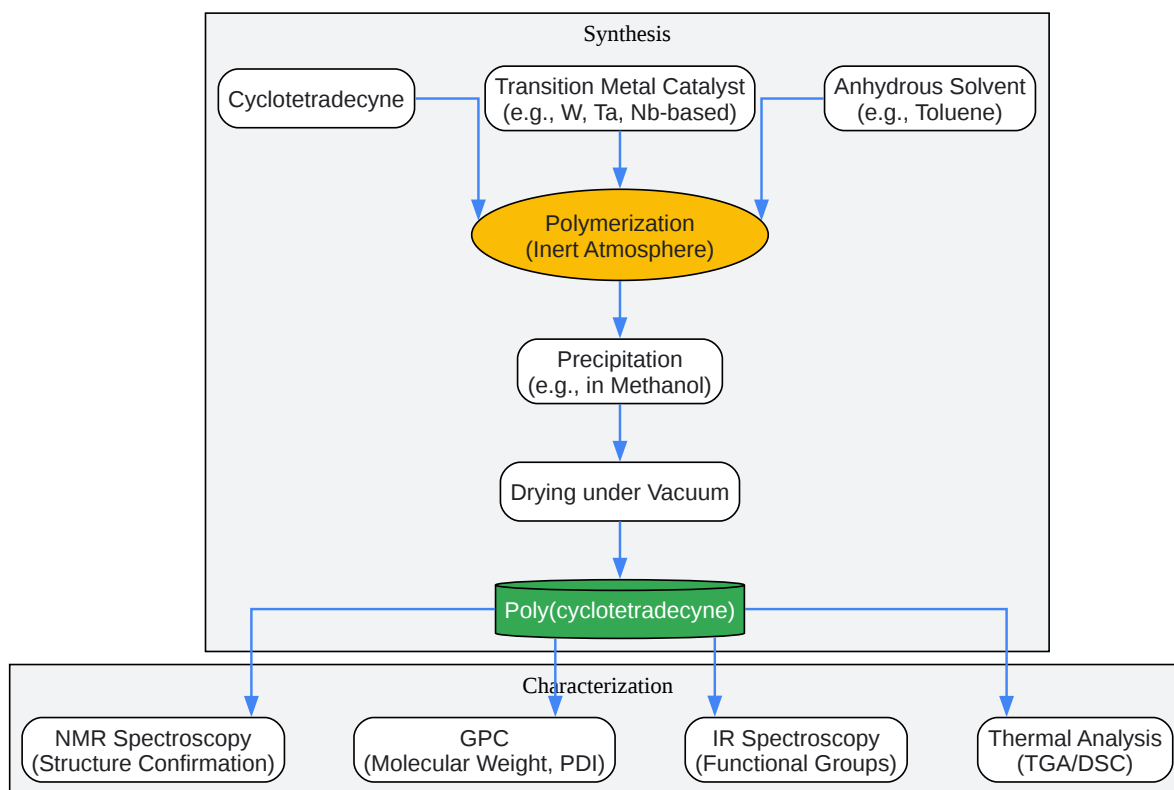 Synthesis
Cyclotetradecyne
Transition Metal Catalyst
(e.g., W, Ta, Nb-based)
Anhydrous Solvent
(e.g., Toluene)
Polymerization
(Inert Atmosphere)
Precipitation
(e.g., in Methanol)
Drying under Vacuum
Poly(cyclotetradecyne)
Characterization
NMR Spectroscopy
(Structure Confirmation)
GPC
(Molecular Weight, PDI)
IR Spectroscopy
(Functional Groups)
Thermal Analysis
(TGA/DSC)